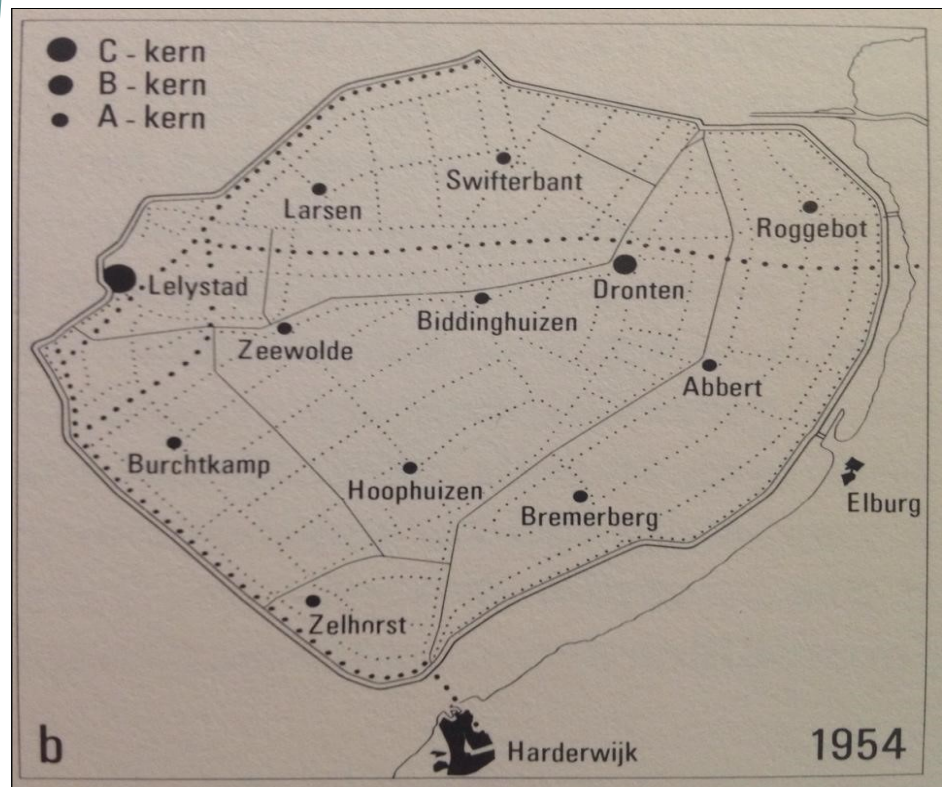 C - kern
B - kern
A - kern
Swifterbant
Larsen
Roggebot
Lelystad
Dronten
Biddinghuizen
Zeewolde
Abbert
Burchtkamp
Hoophuizen
Bremerberg
Elburg
Zelhorst
b
Harderwijk
1954